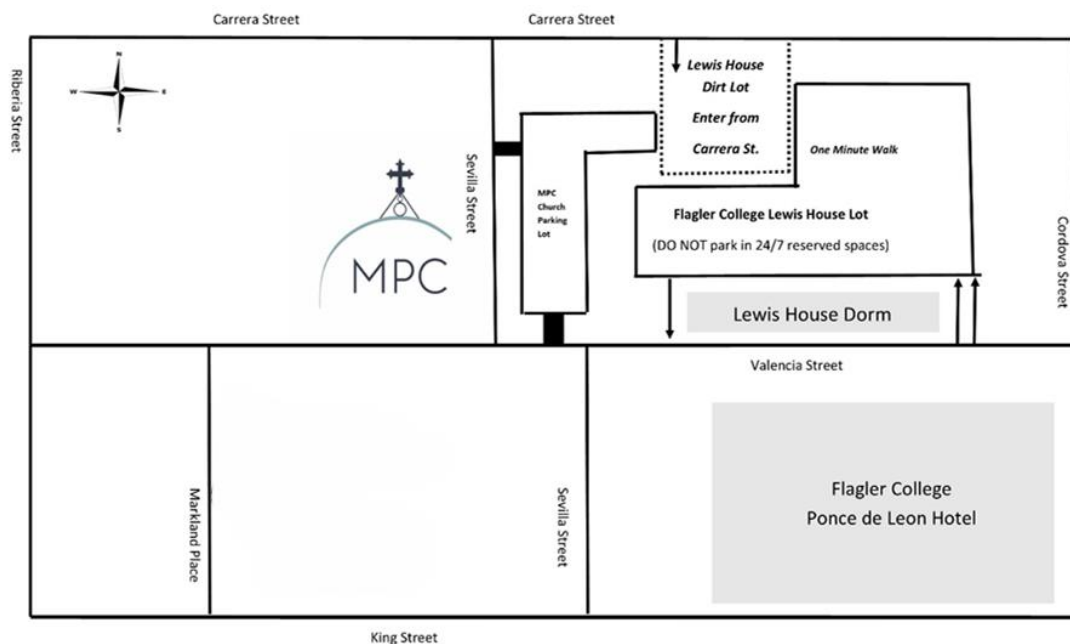 Carrera Street
Carrera Street
Riberia Street
N
W
E
S
Lewis House
Dirt Lot
Enter from
Carrera St.
One Minute Walk
Sevilla Street
MPC
Church
Parking
Lot
Flagler College Lewis House Lot
(DO NOT park in 24/7 reserved spaces)
Cordova Street
MPC
Lewis House Dorm
Valencia Street
Markland Place
Sevilla Street
Flagler College
Ponce de Leon Hotel
King Street